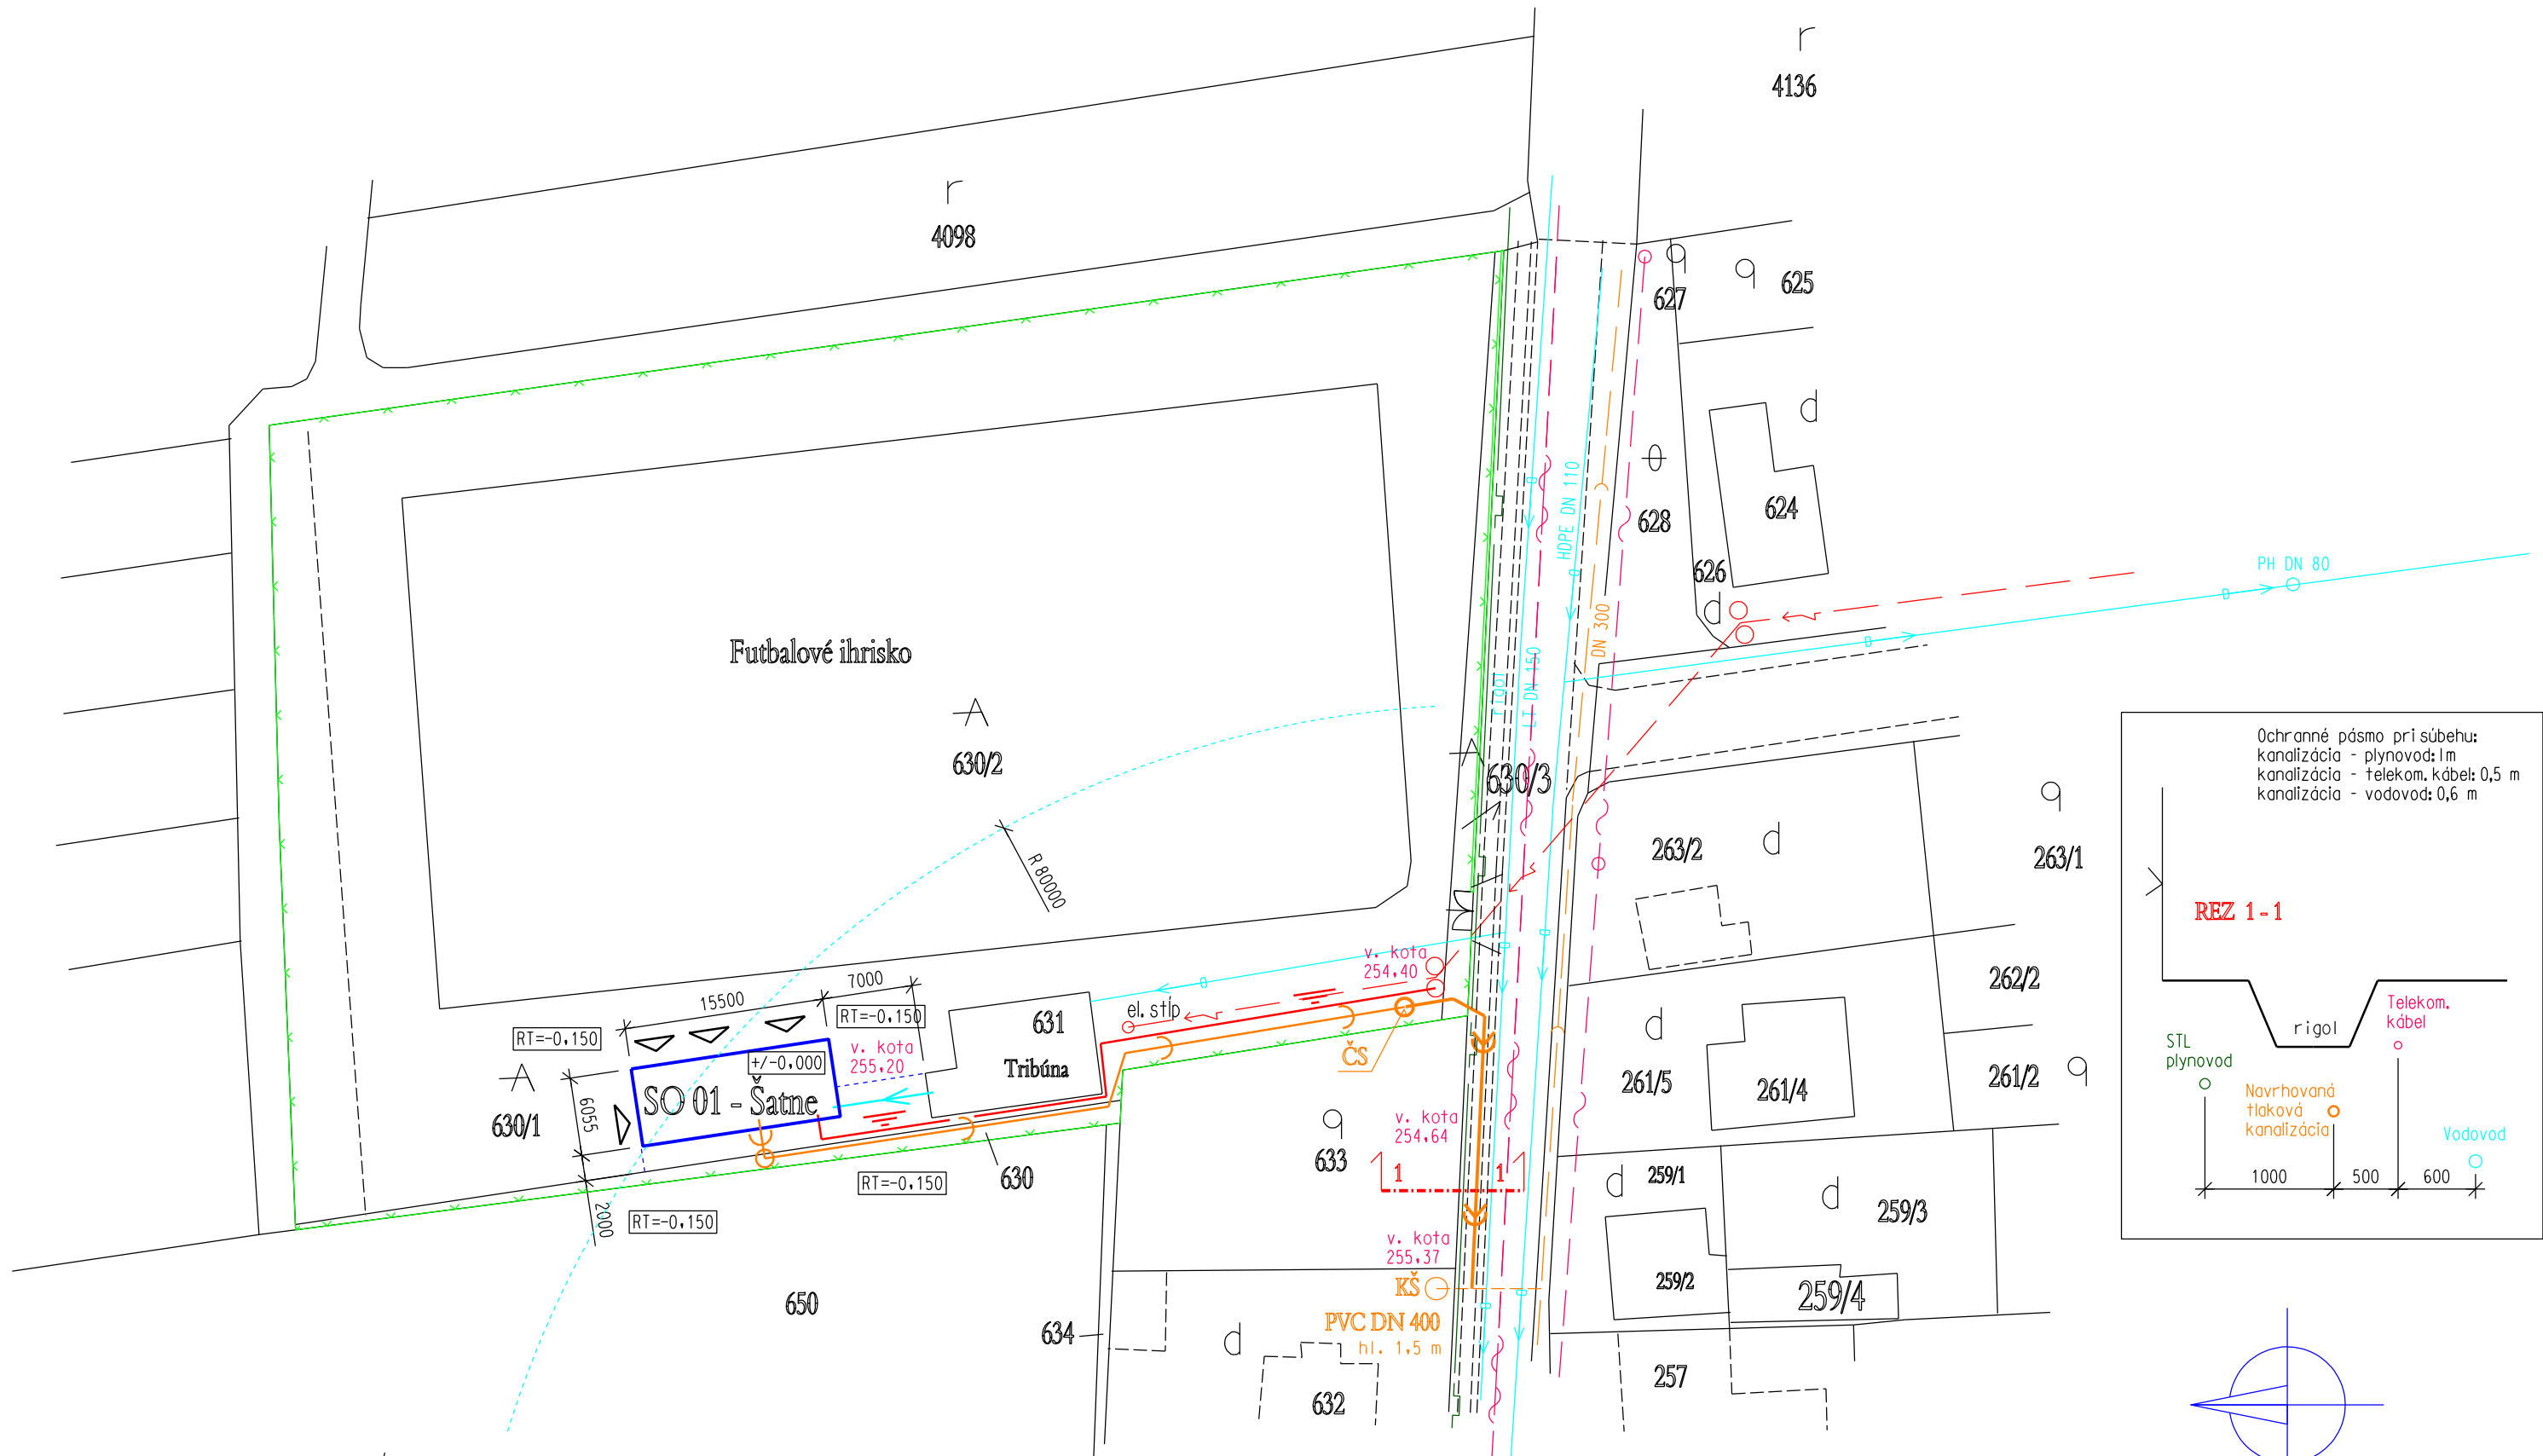 r
4136
r
4098
q
q
625
627
d
HDPE DN 110
624
628
626
PH DN 80
d
DN 300
Futbalové ihrisko
LT DN 150
rigol
630/2
630/3
R 80000
263/2
d
q
263/1
Ochranné pásmo pri súbehu:
kanalizácia - plynovod: 1m
kanalizácia - telekom. kábel: 0,5 m
kanalizácia - vodovod: 0,6 m
REZ 1 - 1
rigol
STL
plynovod
Navrhovaná
tlaková
kanalizácia
Telekom.
kábel
Vodovod
1000
500
600
v. kota
254.40
262/2
15500
7000
el. stĺp
631
Tribúna
RT=-0.150
RT=-0.150
v. kota
255.20
+/-0.000
ČS
d
261/5
261/4
261/2
q
SO 01 - Šatne
6055
630/1
q
633
v. kota
254.64
1
1
630
RT=-0.150
RT=-0.150
2000
d
259/1
d
259/3
v. kota
255.37
KŠ
259/2
259/4
650
634
d
PVC DN 400
hl. 1,5 m
632
257